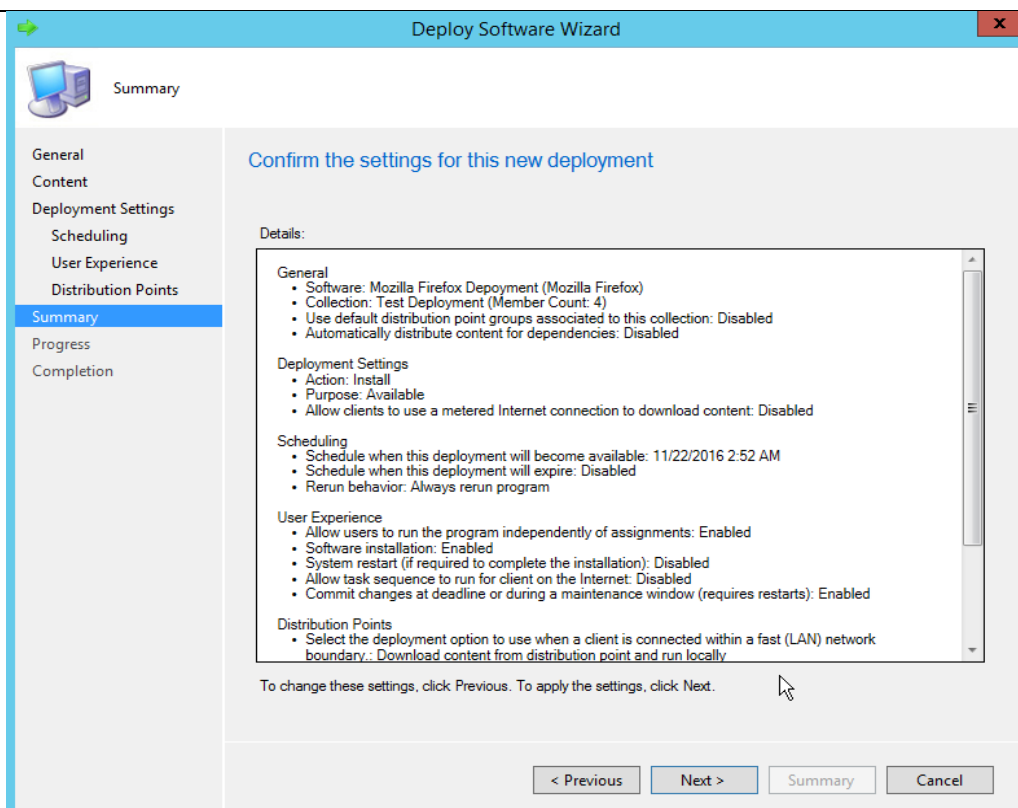 Deploy Software Wizard
x
Summary
General
Content
Deployment Settings
Scheduling
User Experience
Distribution Points
Summary
Progress
Completion
Confirm the settings for this new deployment
Details:
General
• Software: Mozilla Firefox Depoyment (Mozilla Firefox)
• Collection: Test Deployment (Member Count: 4)
• Use default distribution point groups associated to this collection: Disabled
• Automatically distribute content for dependencies: Disabled
Deployment Settings
• Action: Install
• Purpose: Available
• Allow clients to use a metered Internet connection to download content: Disabled
Scheduling
• Schedule when this deployment will become available: 11/22/2016 2:52 AM
• Schedule when this deployment will expire: Disabled
• Rerun behavior: Always rerun program
User Experience
• Allow users to run the program independently of assignments: Enabled
• Software installation: Enabled
• System restart (if required to complete the installation): Disabled
• Allow task sequence to run for client on the Internet: Disabled
• Commit changes at deadline or during a maintenance window (requires restarts): Enabled
Distribution Points
• Select the deployment option to use when a client is connected within a fast (LAN) network
boundary.: Download content from distribution point and run locally
To change these settings, click Previous. To apply the settings, click Next.
< Previous
Next >
Summary
Cancel